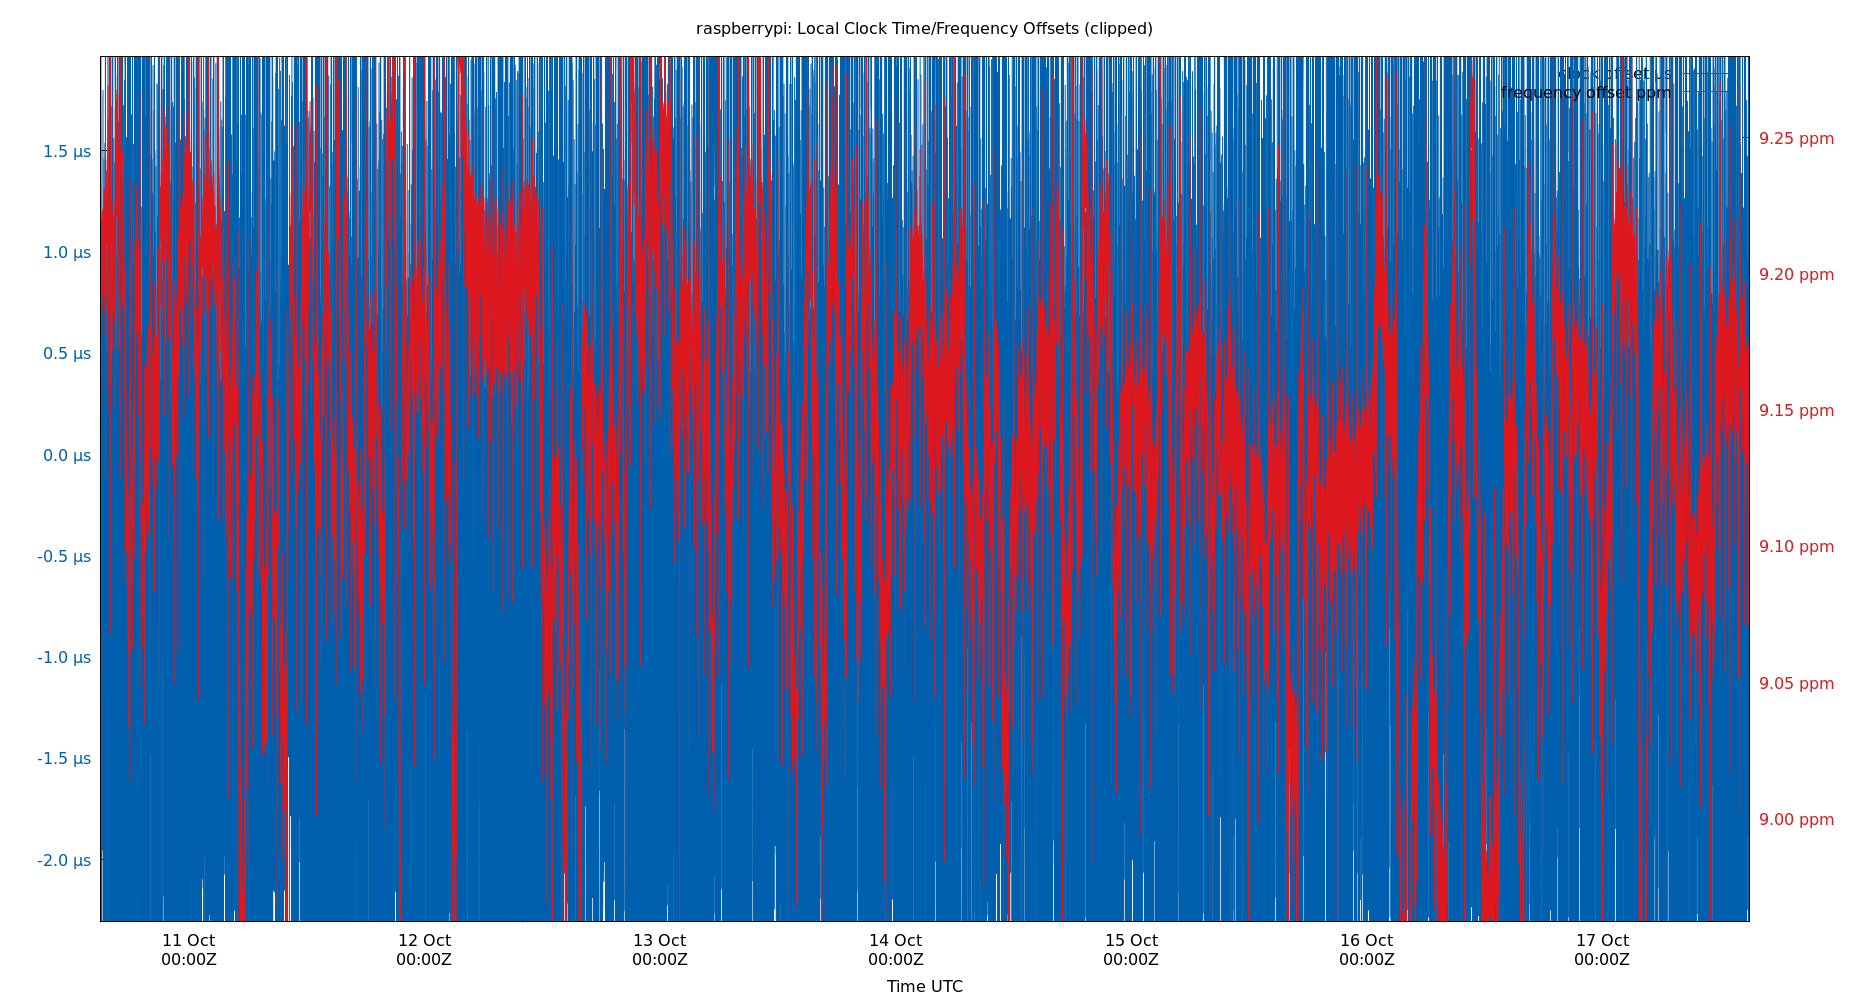 raspberrypi: Local Clock Time/Frequency Offsets (clipped)
clock offset µs
frequency offset ppm
1.5 µs
1.0 µs
0.5 µs
0.0 µs
-0.5 µs
-1.0 µs
-1.5 µs
-2.0 µs
9.25 ppm
9.20 ppm
9.15 ppm
9.10 ppm
9.05 ppm
9.00 ppm
11 Oct
00:00Z
12 Oct
00:00Z
13 Oct
00:00Z
14 Oct
00:00Z
15 Oct
00:00Z
16 Oct
00:00Z
17 Oct
00:00Z
Time UTC